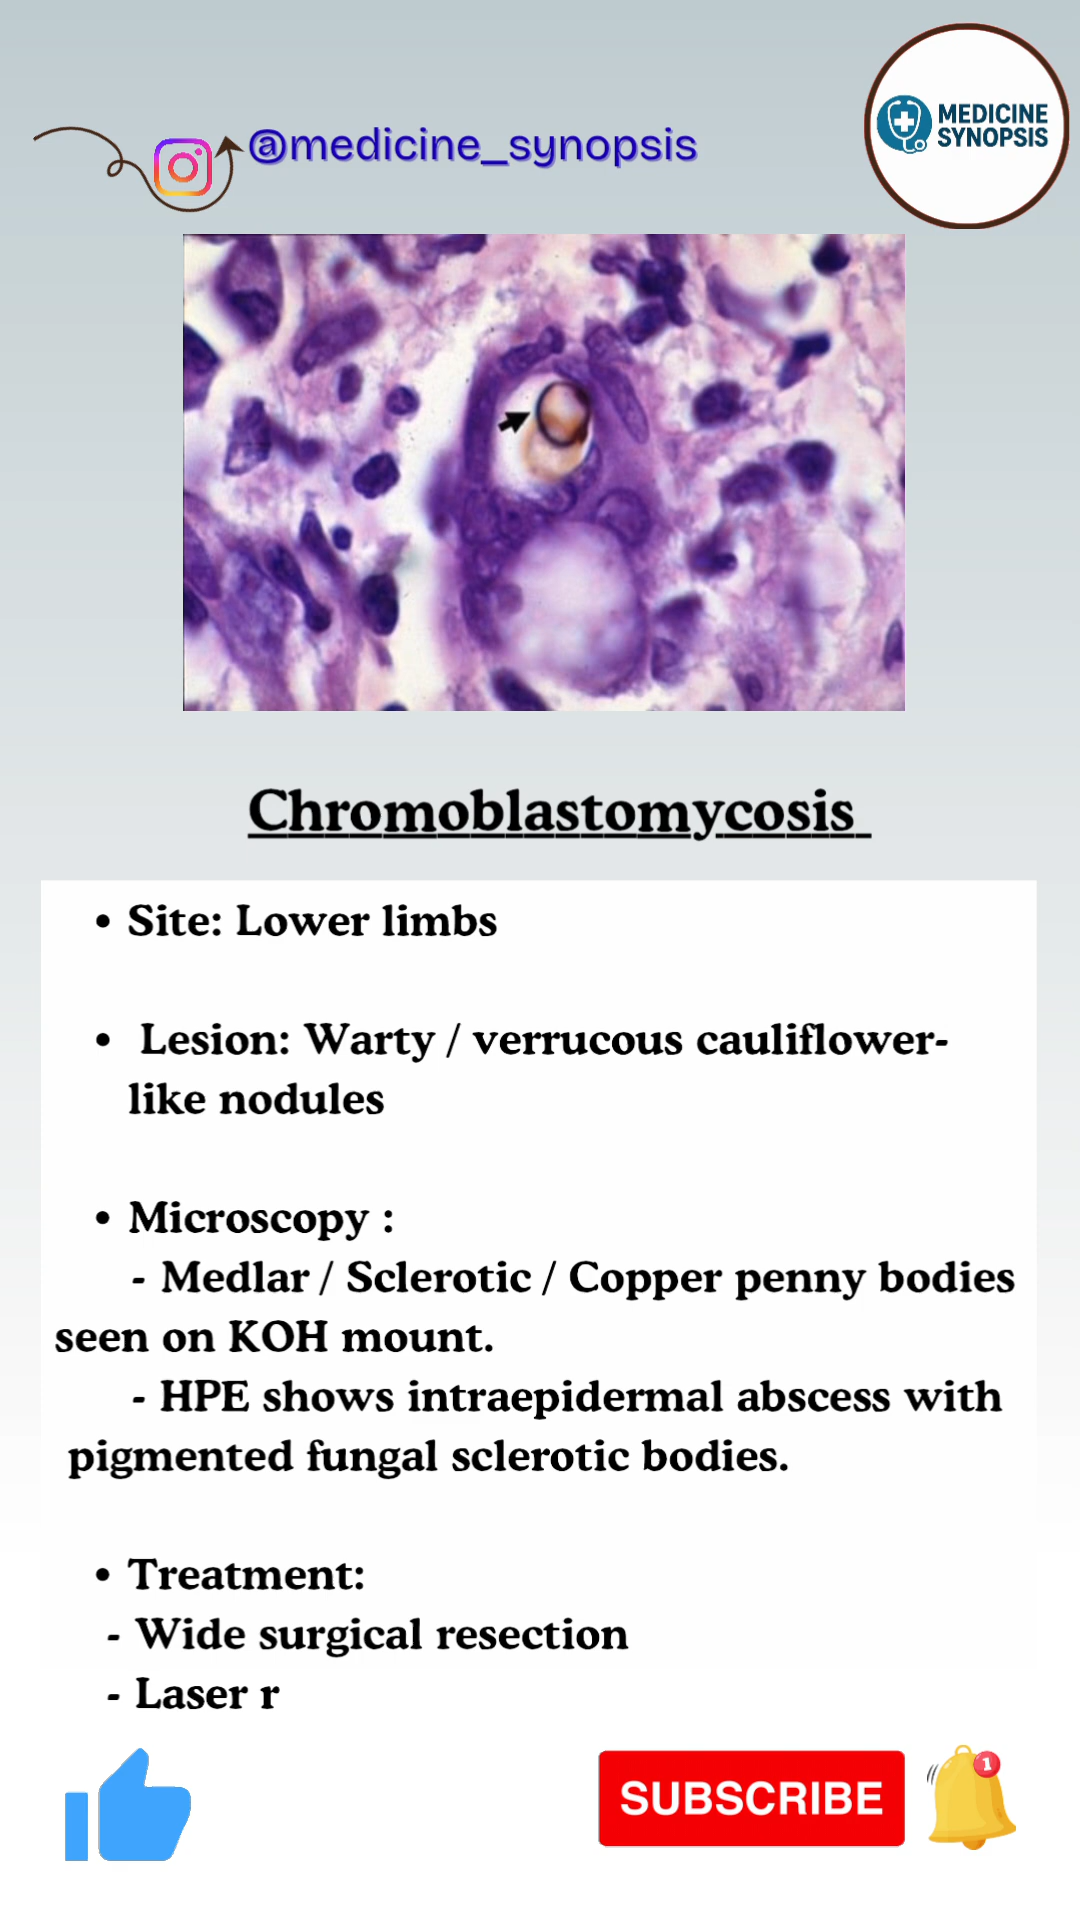 @medicine_synopsis
MEDICINE
SYNOPSIS
Chromoblastomycosis
• Site: Lower limbs
• Lesion: Warty / verrucous cauliflower-
like nodules
• Microscopy :
- Medlar / Sclerotic / Copper penny bodies
seen on KOH mount.
- HPE shows intraepidermal abscess with
pigmented fungal sclerotic bodies.
• Treatment:
- Wide surgical resection
- Laser r
SUBSCRIBE
1